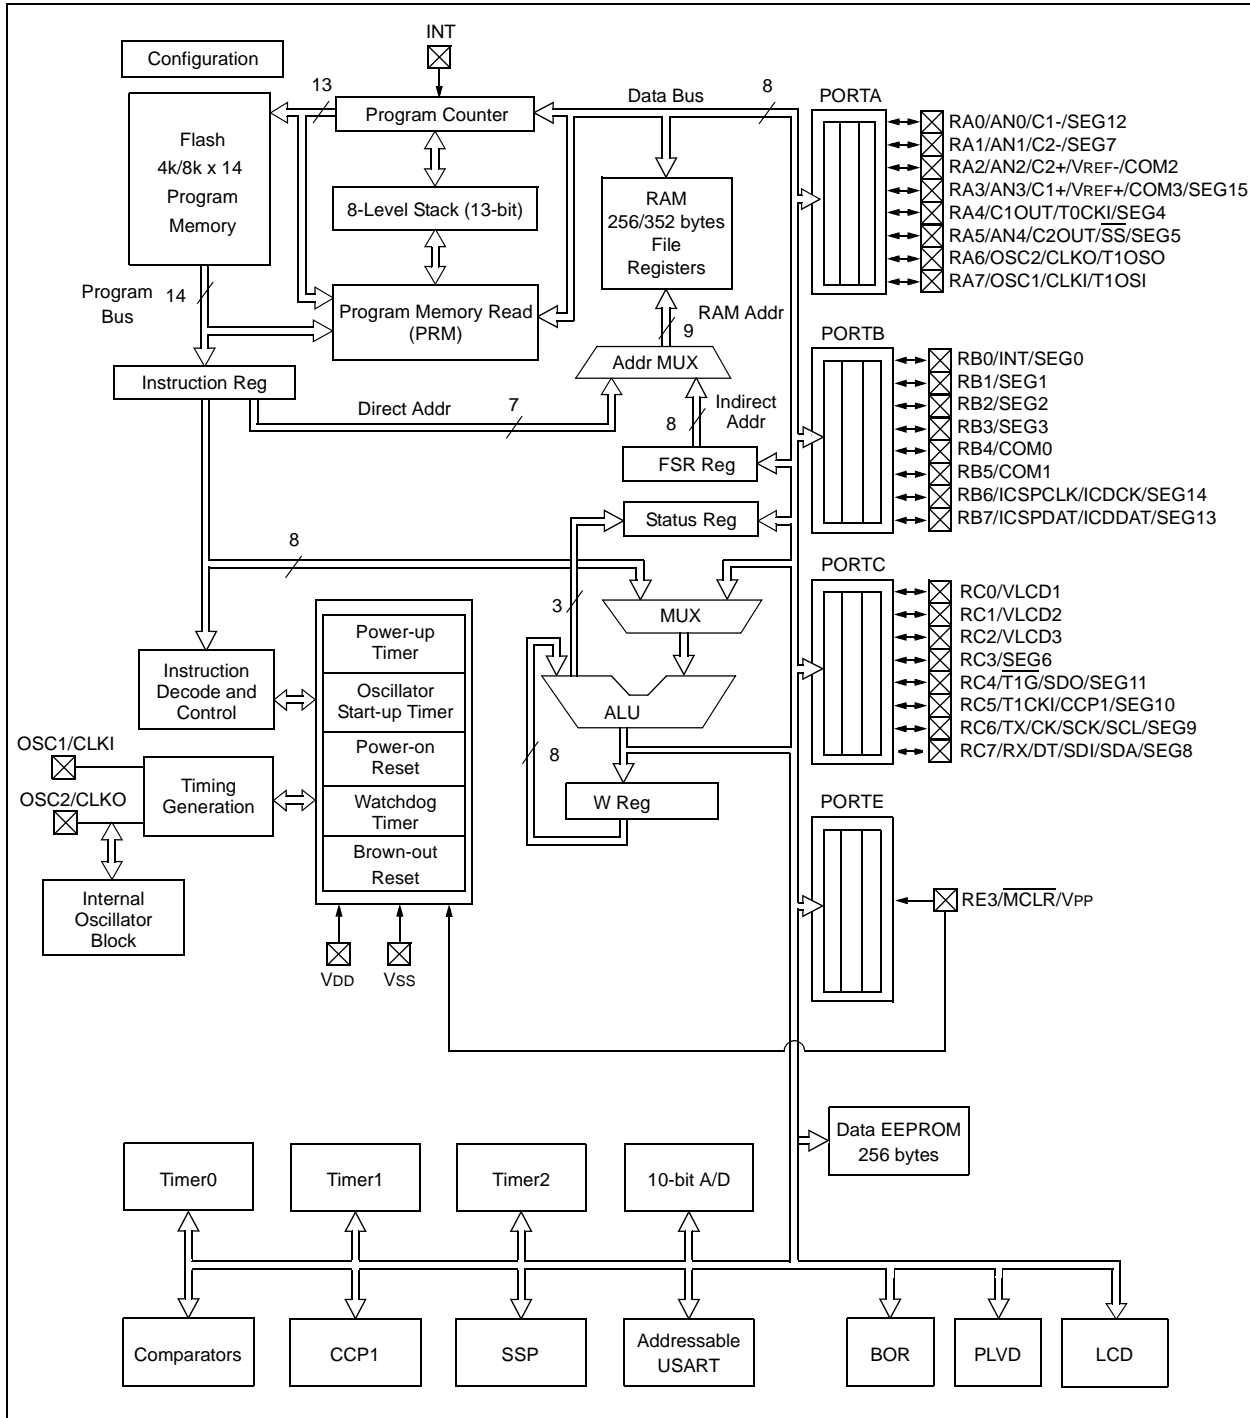 INT
Configuration
13
Program Counter
Data Bus
8
Flash
4k/8k x 14
Program
Memory
8-Level Stack (13-bit)
RAM
256/352 bytes
File
Registers
Program
Bus
14
Program Memory Read
(PRM)
RAM Addr
9
Addr MUX
Instruction Reg
Direct Addr
7
Indirect
Addr
8
FSR Reg
Status Reg
8
3
MUX
Power-up
Timer
Oscillator
Start-up Timer
Power-on
Reset
Watchdog
Timer
Brown-out
Reset
Instruction
Decode and
Control
ALU
8
W Reg
OSC1/CLKI
OSC2/CLKO
Timing
Generation
Internal
Oscillator
Block
VDD
VSS
PORTA
RA0/AN0/C1-/SEG12
RA1/AN1/C2-/SEG7
RA2/AN2/C2+/VREF-/COM2
RA3/AN3/C1+/VREF+/COM3/SEG15
RA4/C1OUT/T0CKI/SEG4
RA5/AN4/C2OUT/SS/SEG5
RA6/OSC2/CLKO/T1OSO
RA7/OSC1/CLKI/T1OSI
PORTB
RB0/INT/SEG0
RB1/SEG1
RB2/SEG2
RB3/SEG3
RB4/COM0
RB5/COM1
RB6/ICSPCLK/ICDCK/SEG14
RB7/ICSPDAT/ICDDAT/SEG13
PORTC
RC0/VLCD1
RC1/VLCD2
RC2/VLCD3
RC3/SEG6
RC4/T1G/SDO/SEG11
RC5/T1CKI/CCP1/SEG10
RC6/TX/CK/SCK/SCL/SEG9
RC7/RX/DT/SDI/SDA/SEG8
PORTE
RE3/MCLR/VPP
Data EEPROM
256 bytes
Timer0
Timer1
Timer2
10-bit A/D
Comparators
CCP1
SSP
Addressable
USART
BOR
PLVD
LCD